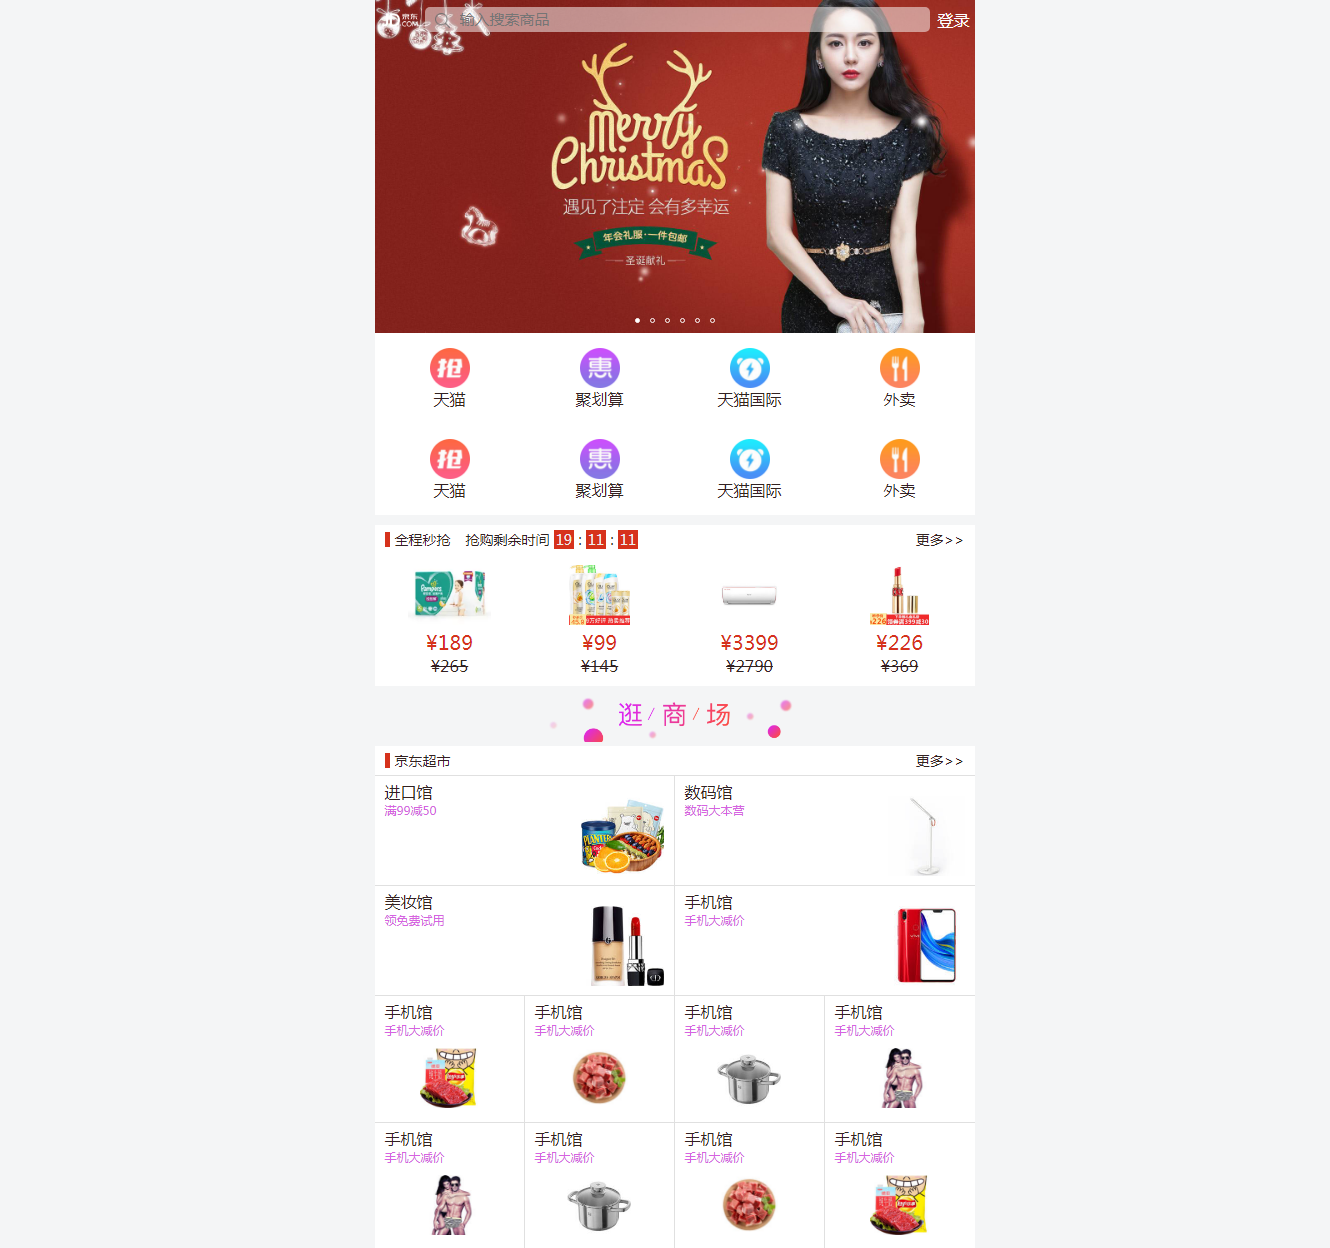 JD 京东 COM 输入搜索商品 登录
Merry
Christmas
遇见了注定 会有多幸运
年会礼服·一件包邮
圣诞献礼
抢 惠
天猫 聚划算 天猫国际 外卖
抢 惠
天猫 聚划算 天猫国际 外卖
全程秒抢 抢购剩余时间 19 : 11 : 11 更多>>
Pampers
¥226
¥189 ¥99 ¥3399 ¥226
¥265 ¥145 ¥2790 ¥369
逛 / 商 / 场
京东超市 更多>>
进口馆 数码馆
满99减50 数码大本营
PLANTERS
美妆馆 手机馆
领免费试用 手机大减价
vivo
手机馆 手机馆 手机馆 手机馆
手机大减价 手机大减价 手机大减价 手机大减价
手机馆 手机馆 手机馆 手机馆
手机大减价 手机大减价 手机大减价 手机大减价